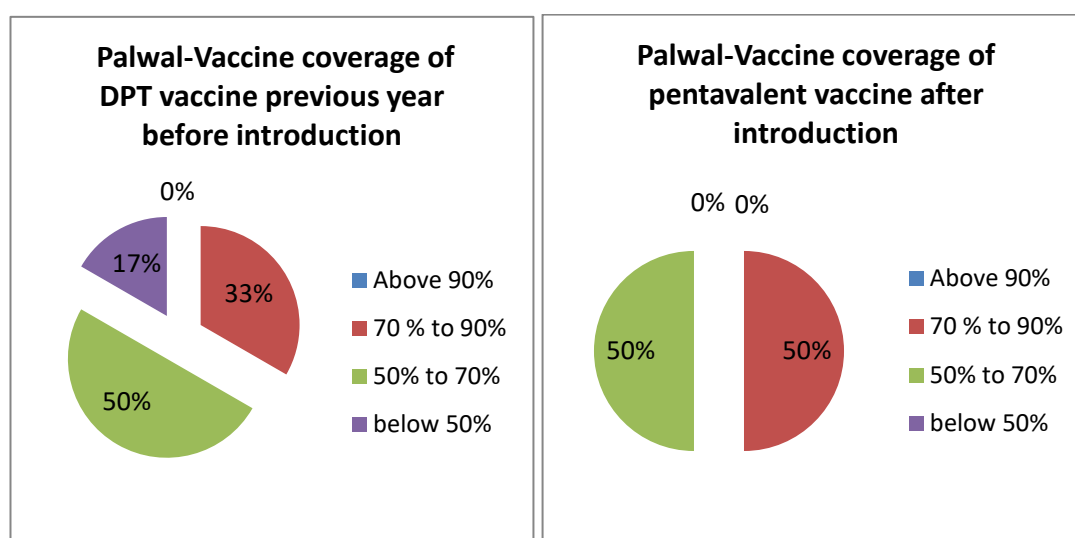 Palwal-Vaccine coverage of
DPT vaccine previous year
before introduction
0%
17%
33%
50%
Above 90%
70 % to 90%
50% to 70%
below 50%
Palwal-Vaccine coverage of
pentavalent vaccine after
introduction
0% 0%
50%
50%
Above 90%
70 % to 90%
50% to 70%
below 50%